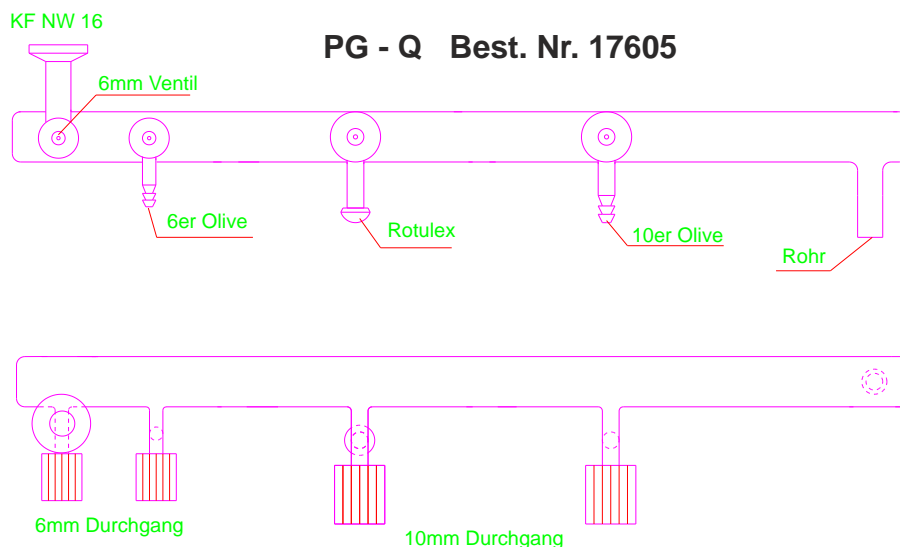 KF NW 16
PG - Q Best. Nr. 17605
6mm Ventil
6er Olive
Rotulex
10er Olive
Rohr
6mm Durchgang
10mm Durchgang